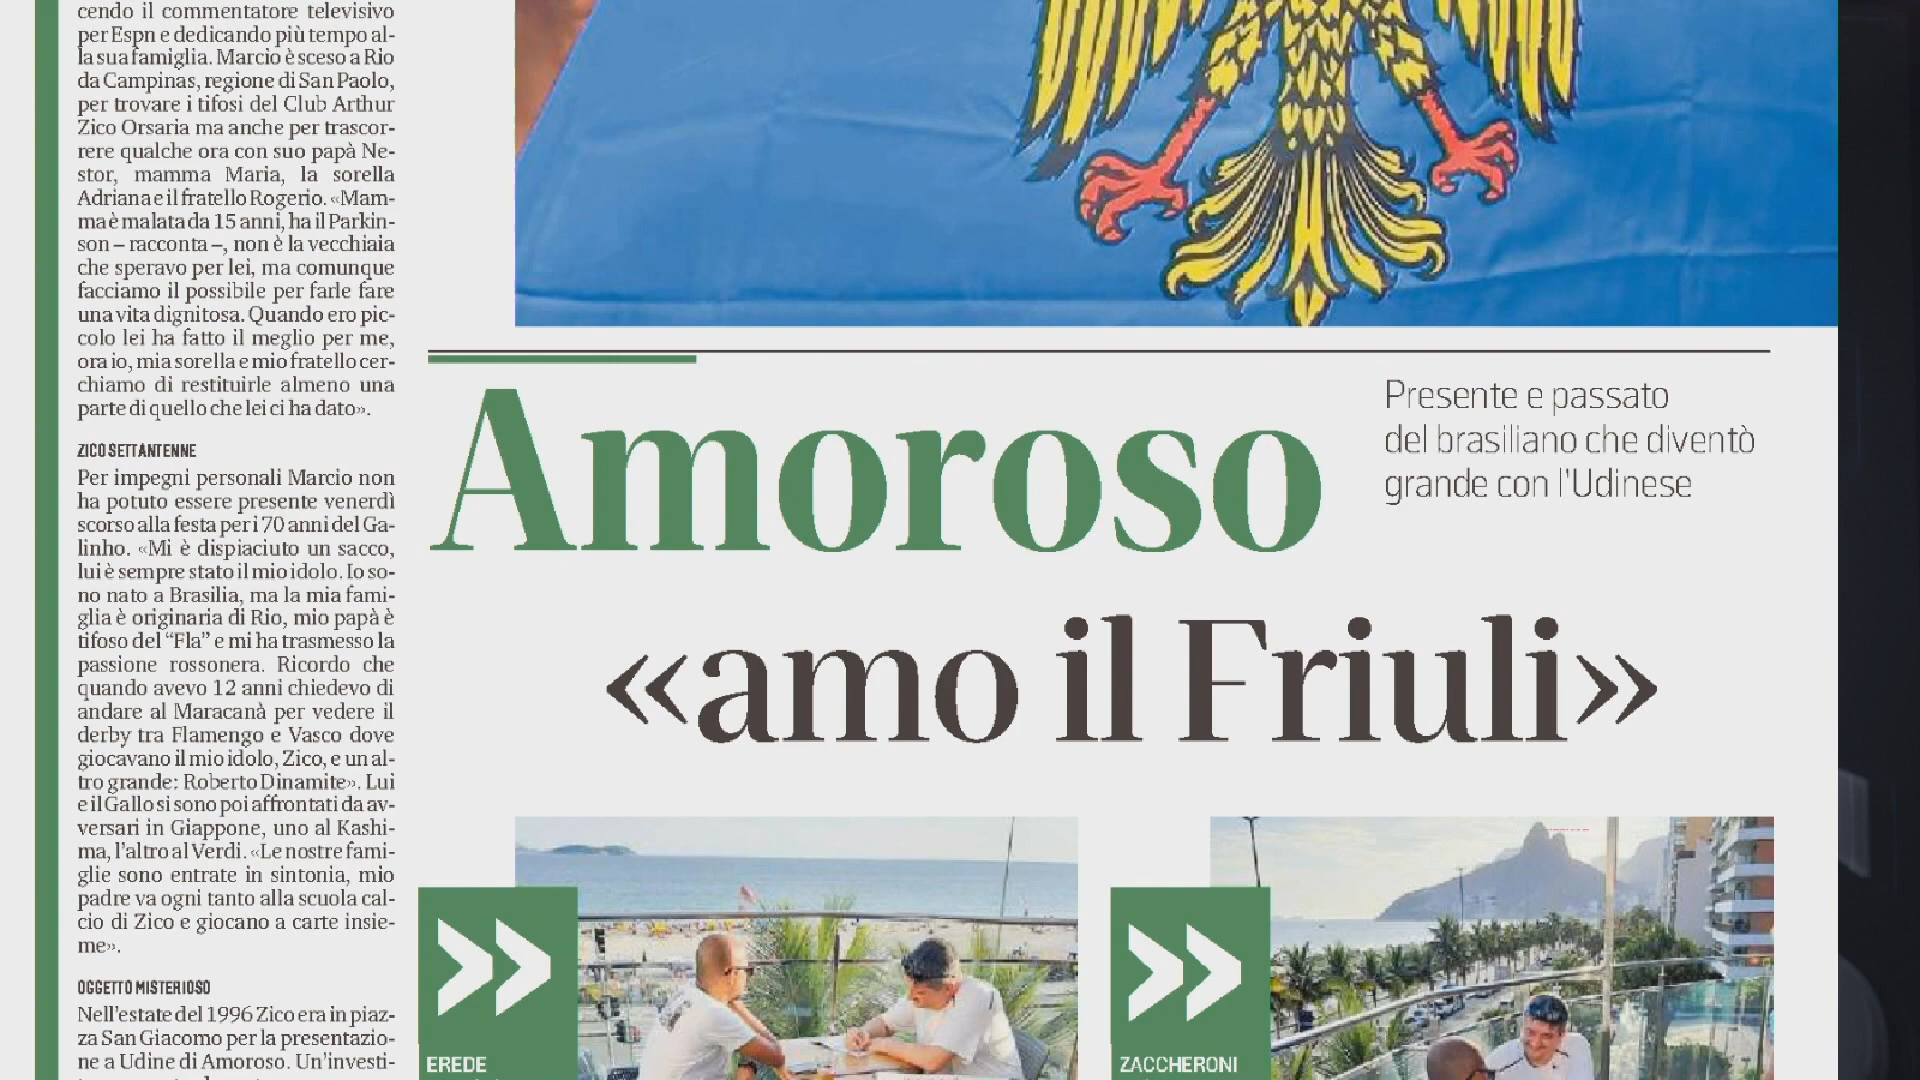 cendo il commentatore televisivo
per Espn e dedicando più tempo al-
la sua famiglia. Marcio è sceso a Rio
da Campinas, regione di San Paolo,
per trovare i tifosi del Club Arthur
Zico Orsaria ma anche per trascor-
rere qualche ora con suo papà Ne-
stor, mamma Maria, la sorella
Adriana e il fratello Rogerio. «Mam-
ma è malata da 15 anni, ha il Parkin-
son – racconta –, non è la vecchiaia
che speravo per lei, ma comunque
facciamo il possibile per farle fare
una vita dignitosa. Quando ero pic-
colo lei ha fatto il meglio per me,
ora io, mia sorella e mio fratello cer-
chiamo di restituirle almeno una
parte di quello che lei ci ha dato».
ZICO SETTANTENNE
Per impegni personali Marcio non
ha potuto essere presente venerdì
scorso alla festa per i 70 anni del Ga-
linho. «Mi è dispiaciuto un sacco,
lui è sempre stato il mio idolo. Io so-
no nato a Brasilia, ma la mia fami-
glia è originaria di Rio, mio papà è
tifoso del “Fla” e mi ha trasmesso la
passione rossonera. Ricordo che
quando avevo 12 anni chiedevo di
andare al Maracanà per vedere il
derby tra Flamengo e Vasco dove
giocavano il mio idolo, Zico, e un al-
tro grande: Roberto Dinamite». Lui
e il Gallo si sono poi affrontati da av-
versari in Giappone, uno al Kashi-
ma, l’altro al Verdi. «Le nostre fami-
glie sono entrate in sintonia, mio
padre va ogni tanto alla scuola cal-
cio di Zico e giocano a carte insie-
me».
OGGETTO MISTERIOSO
Nell’estate del 1996 Zico era in piaz-
za San Giacomo per la presentazio-
ne a Udine di Amoroso. Un’investi-
Amoroso
Presente e passato
del brasiliano che diventò
grande con l'Udinese
«amo il Friuli»
EREDE
ZACCHERONI